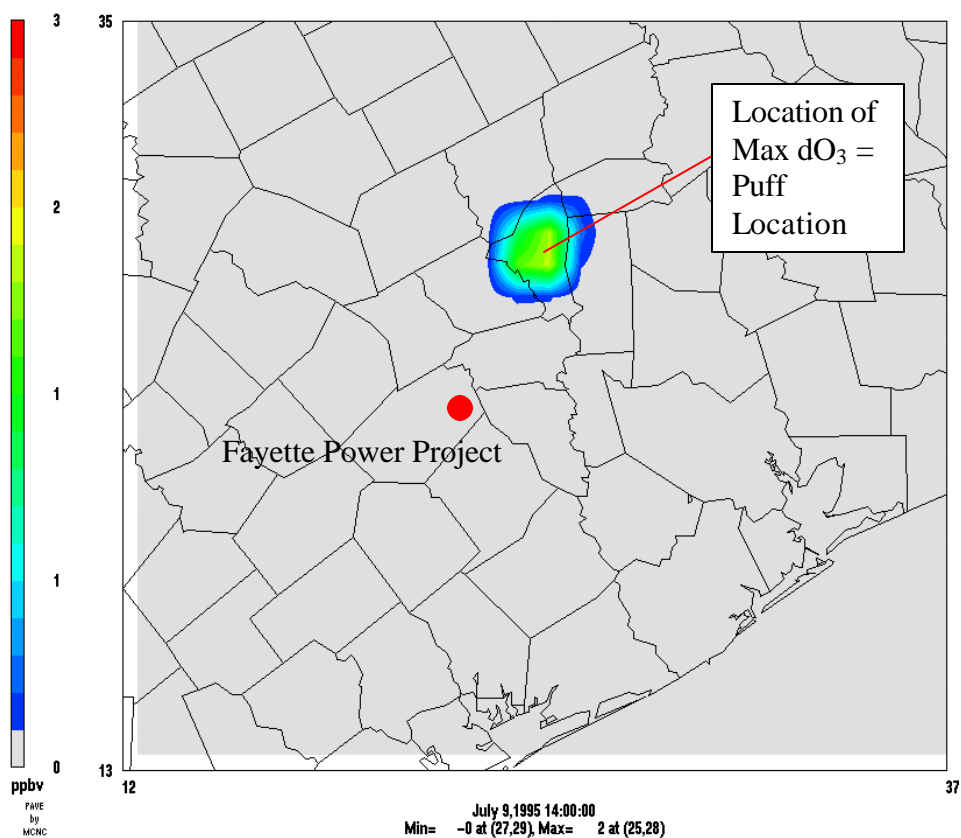 35
3
Location of
Max dO₃ =
Puff
Location
2
1
Fayette Power Project
1
0
13
12
37
ppbv
PAVE
by
MCNC
July 9,1995 14:00:00
Min= -0 at (27,29), Max= 2 at (25,28)